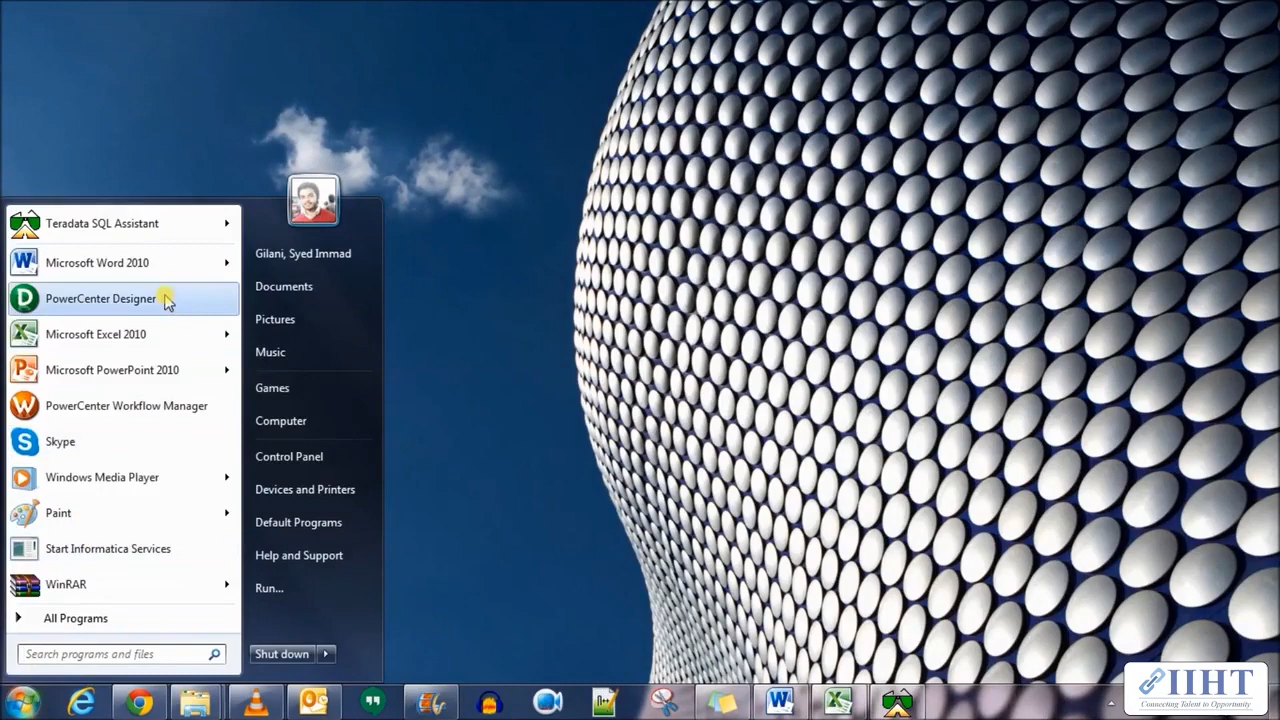 Teradata SQL Assistant
Microsoft Word 2010
PowerCenter Designer
Microsoft Excel 2010
Microsoft PowerPoint 2010
PowerCenter Workflow Manager
Skype
Windows Media Player
Paint
Start Informatica Services
WinRAR
All Programs
Search programs and files
Gilani, Syed Immad
Documents
Pictures
Music
Games
Computer
Control Panel
Devices and Printers
Default Programs
Help and Support
Run...
Shut down
IIHT
Connecting Talent to Opportunity